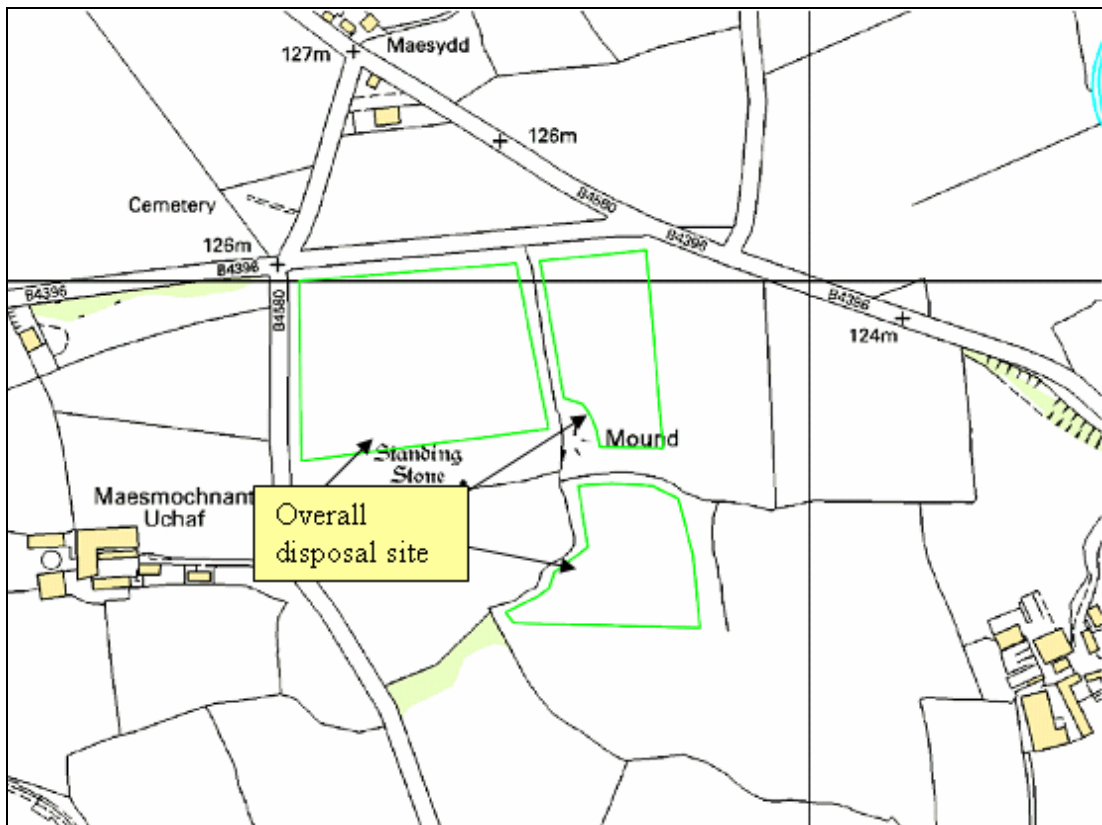 Maesydd
127m
126m
Cemetery
B4580
126m
B4396
B4396
B4396
B4580
B4396
124m
Standing
Stone
Mound
Maesmochnant
Uchaf
Overall
disposal site